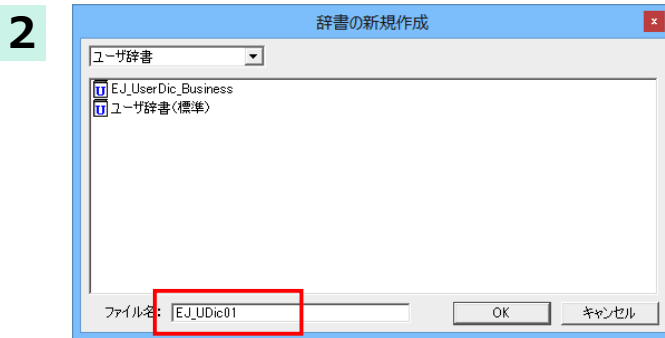 2
辞書の新規作成
x
ユーザ辞書
U EJ_UserDic_Business
U ユーザ辞書(標準)
ファイル名: EJ_UDic01 OK キャンセル